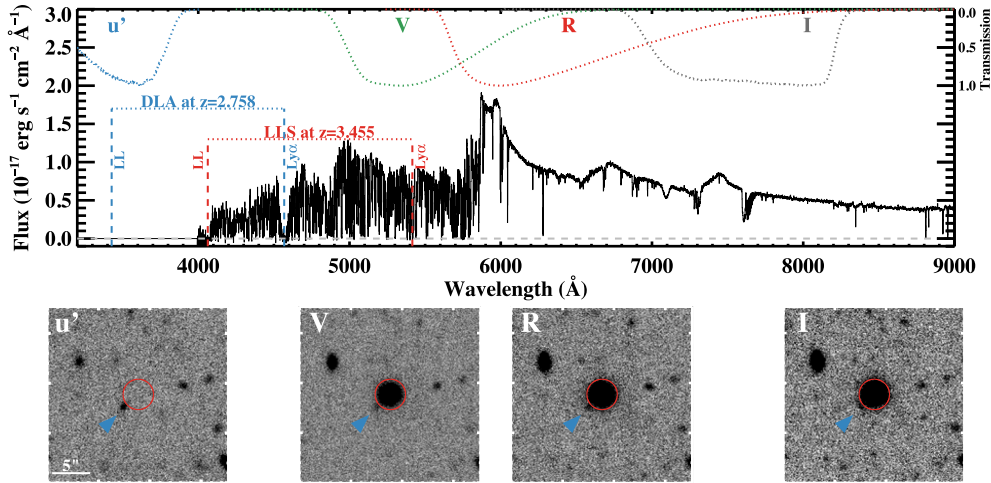 3.0
2.5
2.0
1.5
1.0
0.5
0.0
Flux (10⁻¹⁷ erg s⁻¹ cm⁻² Å⁻¹)
u’
V
R
I
0.0
0.5
1.0
Transmission
DLA at z=2.758
LLS at z=3.455
LL
LL
Lyα
Lyα
4000 5000 6000 7000 8000 9000
Wavelength (Å)
u’
V
R
I
5"